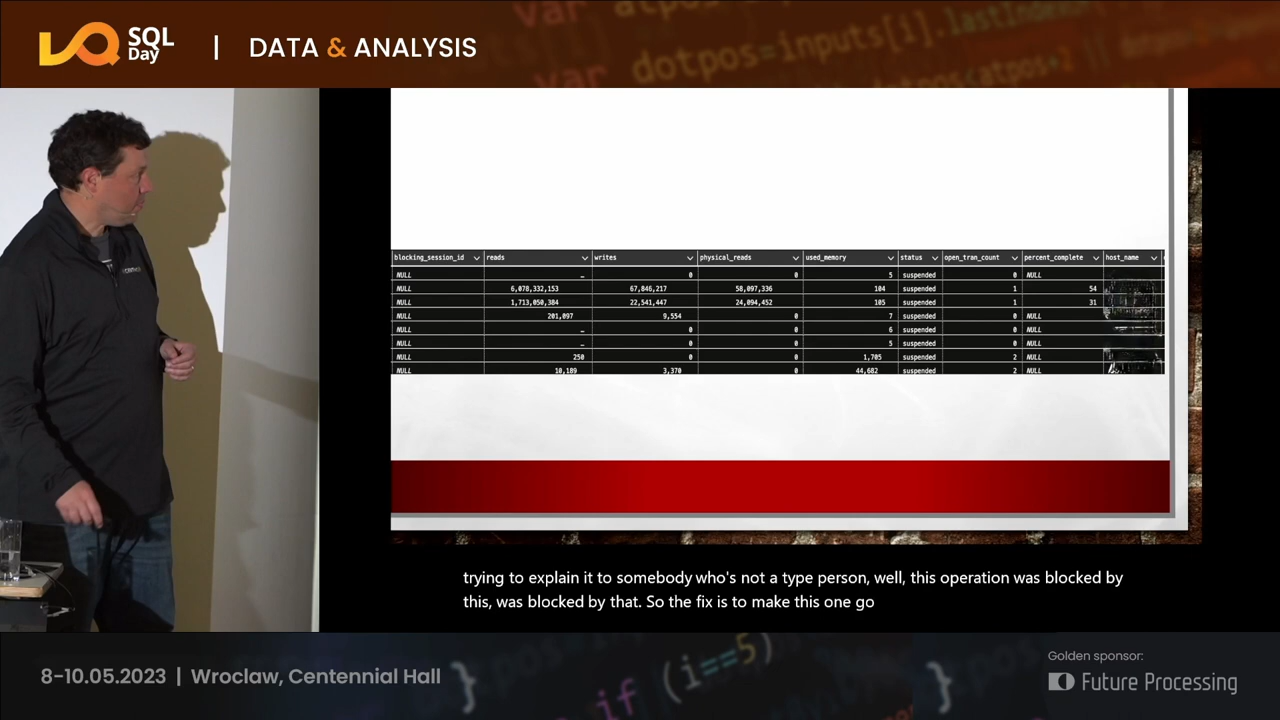 SQL
Day
| DATA & ANALYSIS
var
dotpos=inputs[i].lastIndex
blocking_session_id reads writes physical_reads used_memory status open_tran_count percent_complete host_name
NULL – 0 0 5 suspended 0 NULL
NULL 6,078,332,153 67,846,217 58,097,336 104 suspended 1 54
NULL 1,713,050,384 22,541,447 24,094,452 105 suspended 1 31
NULL 201,097 9,554 0 7 suspended 0 NULL
NULL – 0 0 6 suspended 0 NULL
NULL – 0 0 5 suspended 0 NULL
NULL 250 0 0 1,705 suspended 2 NULL
NULL 10,189 3,370 0 44,682 suspended 2 NULL
trying to explain it to somebody who's not a type person, well, this operation was blocked by
this, was blocked by that. So the fix is to make this one go
8-10.05.2023 | Wroclaw, Centennial Hall
} if (i==5) }
Golden sponsor:
Future Processing